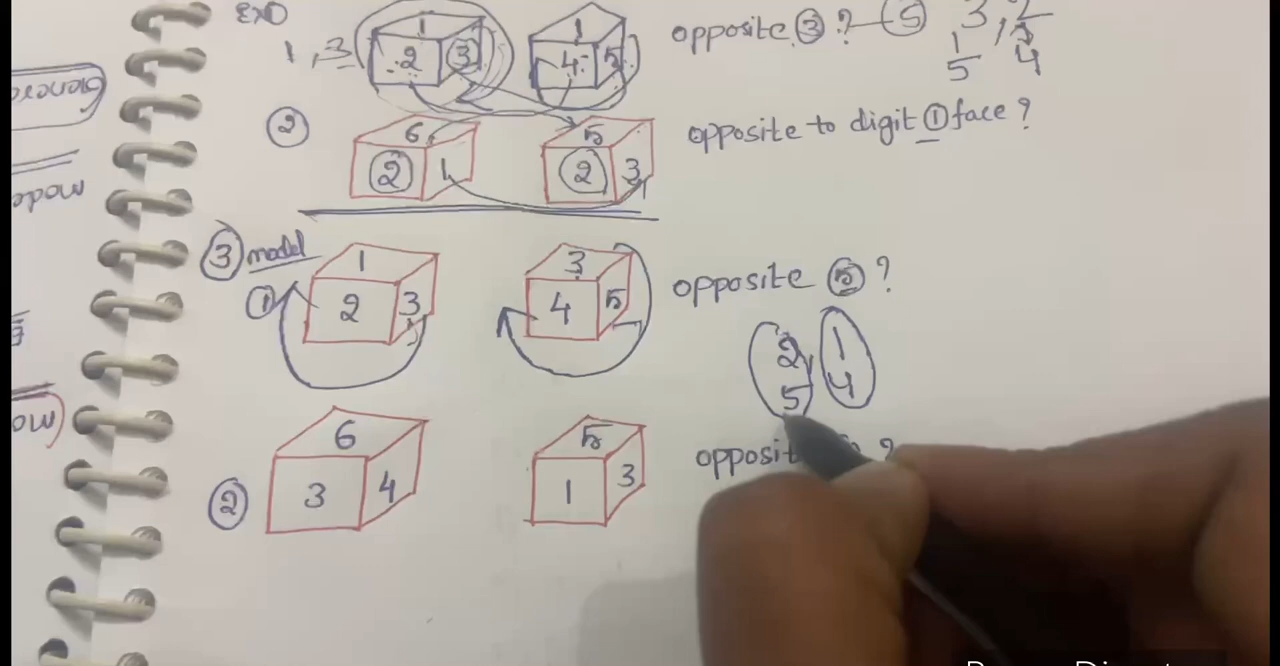 1 1 opposite ③ ? — ⑤ 3, 2
1, 3 2 3 4 5 1 3
5 4
② 6 5 opposite to digit ① face ?
2 1 2 3
③ model
1 3 opposite ⑤ ?
① 2 3 4 5
2, 1
5 4
6 5 ?
② 3 4 1 3